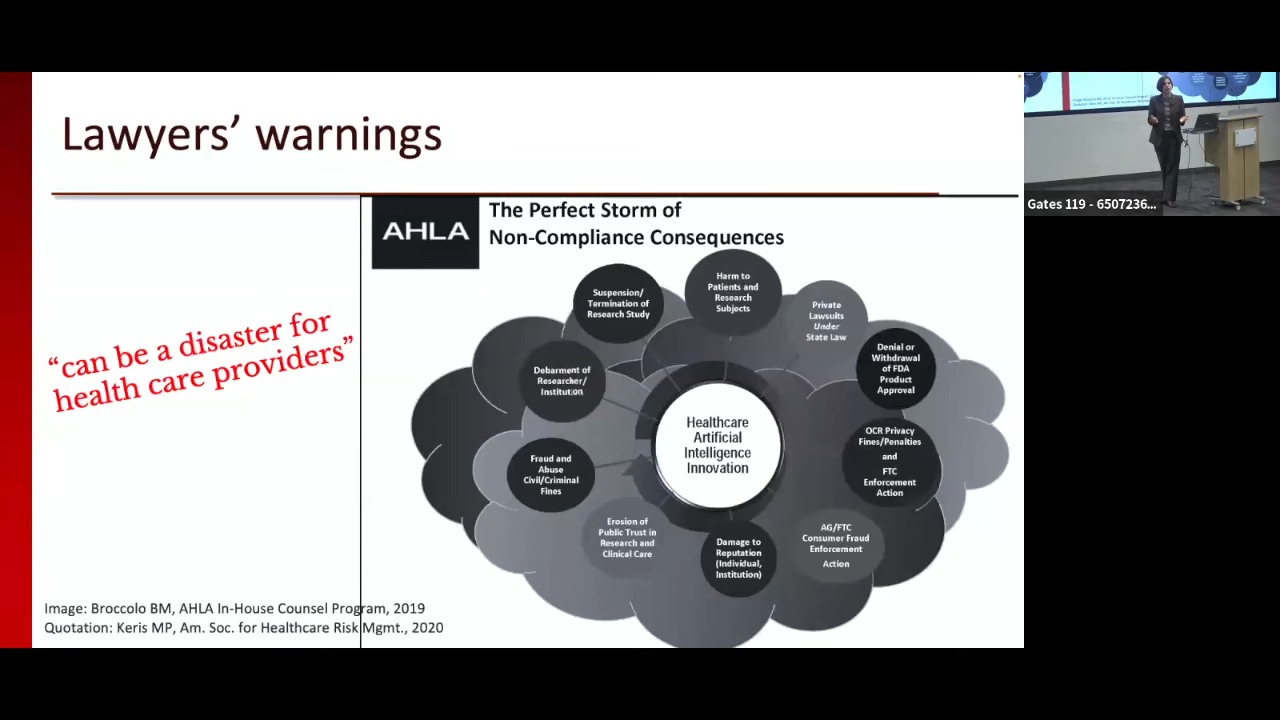 Lawyers’ warnings
AHLA
The Perfect Storm of
Non-Compliance Consequences
“can be a disaster for
health care providers”
Harm to
Patients and
Research
Subjects
Private
Lawsuits
Under
State Law
Denial or
Withdrawal
of FDA
Product
Approval
OCR Privacy
Fines/Penalties
and
FTC
Enforcement
Action
AG/FTC
Consumer Fraud
Enforcement
Action
Damage to
Reputation
(Individual,
Institution)
Erosion of
Public Trust in
Research and
Clinical Care
Fraud and
Abuse
Civil/Criminal
Fines
Debarment of
Researcher/
Institution
Suspension/
Termination of
Research Study
Healthcare
Artificial
Intelligence
Innovation
Image: Broccolo BM, AHLA In-House Counsel Program, 2019
Quotation: Keris MP, Am. Soc. for Healthcare Risk Mgmt., 2020
Gates 119 - 6507236...